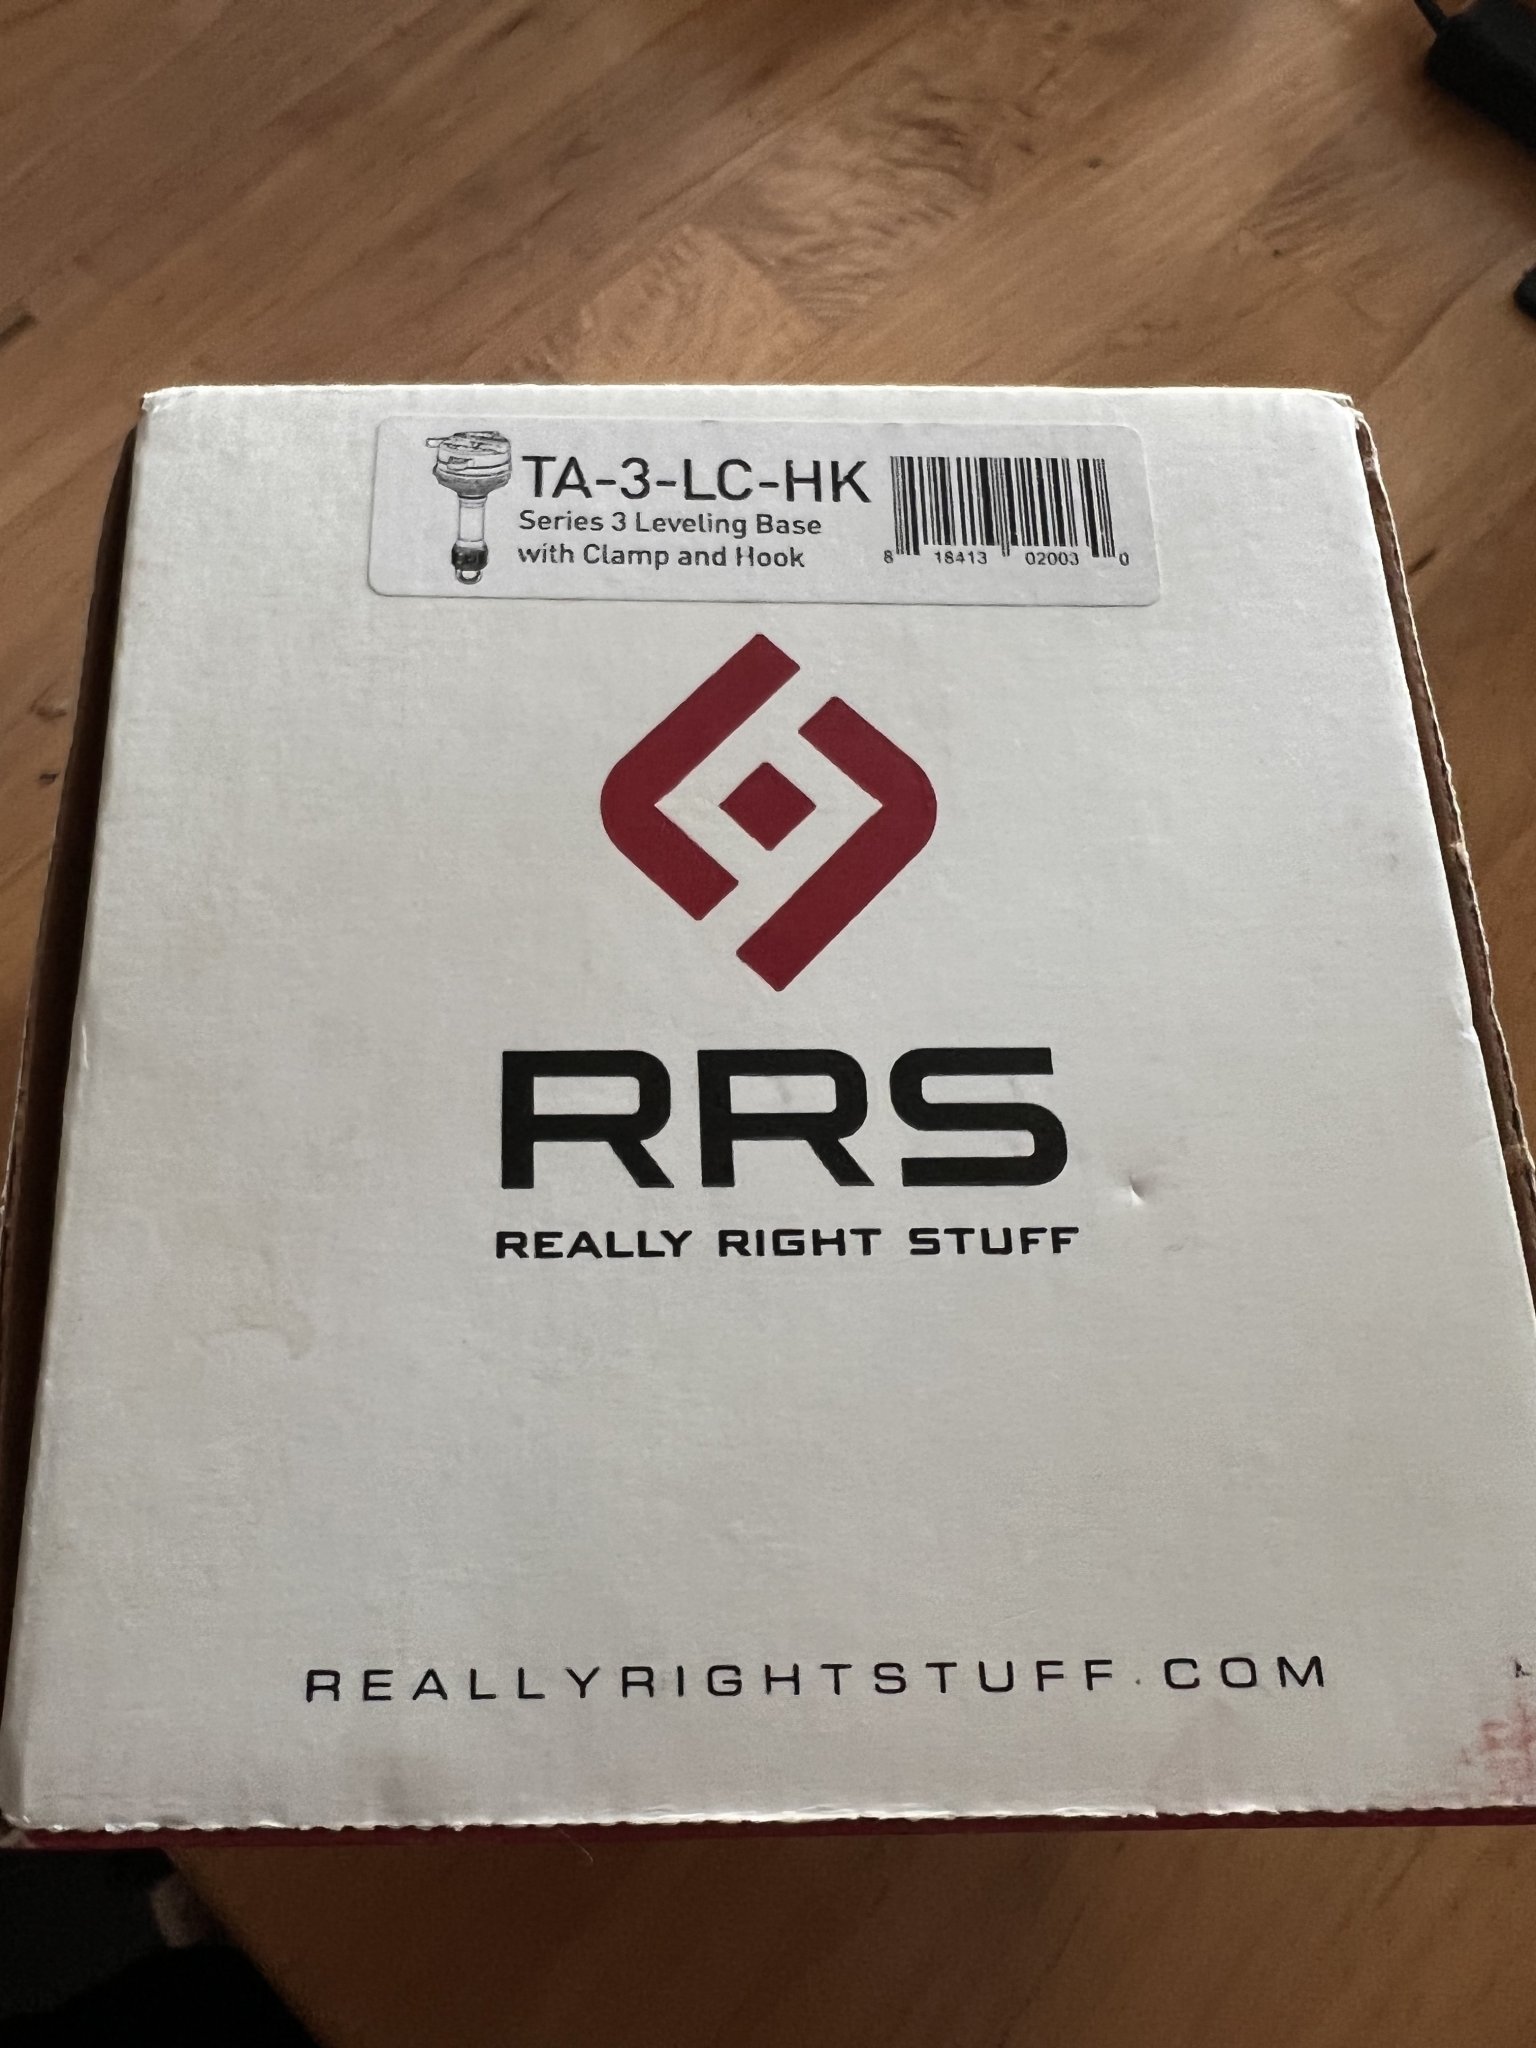 TA-3-LC-HK
Series 3 Leveling Base
with Clamp and Hook
8 18413 02003 0
RRS
REALLY RIGHT STUFF
REALLYRIGHTSTUFF.COM